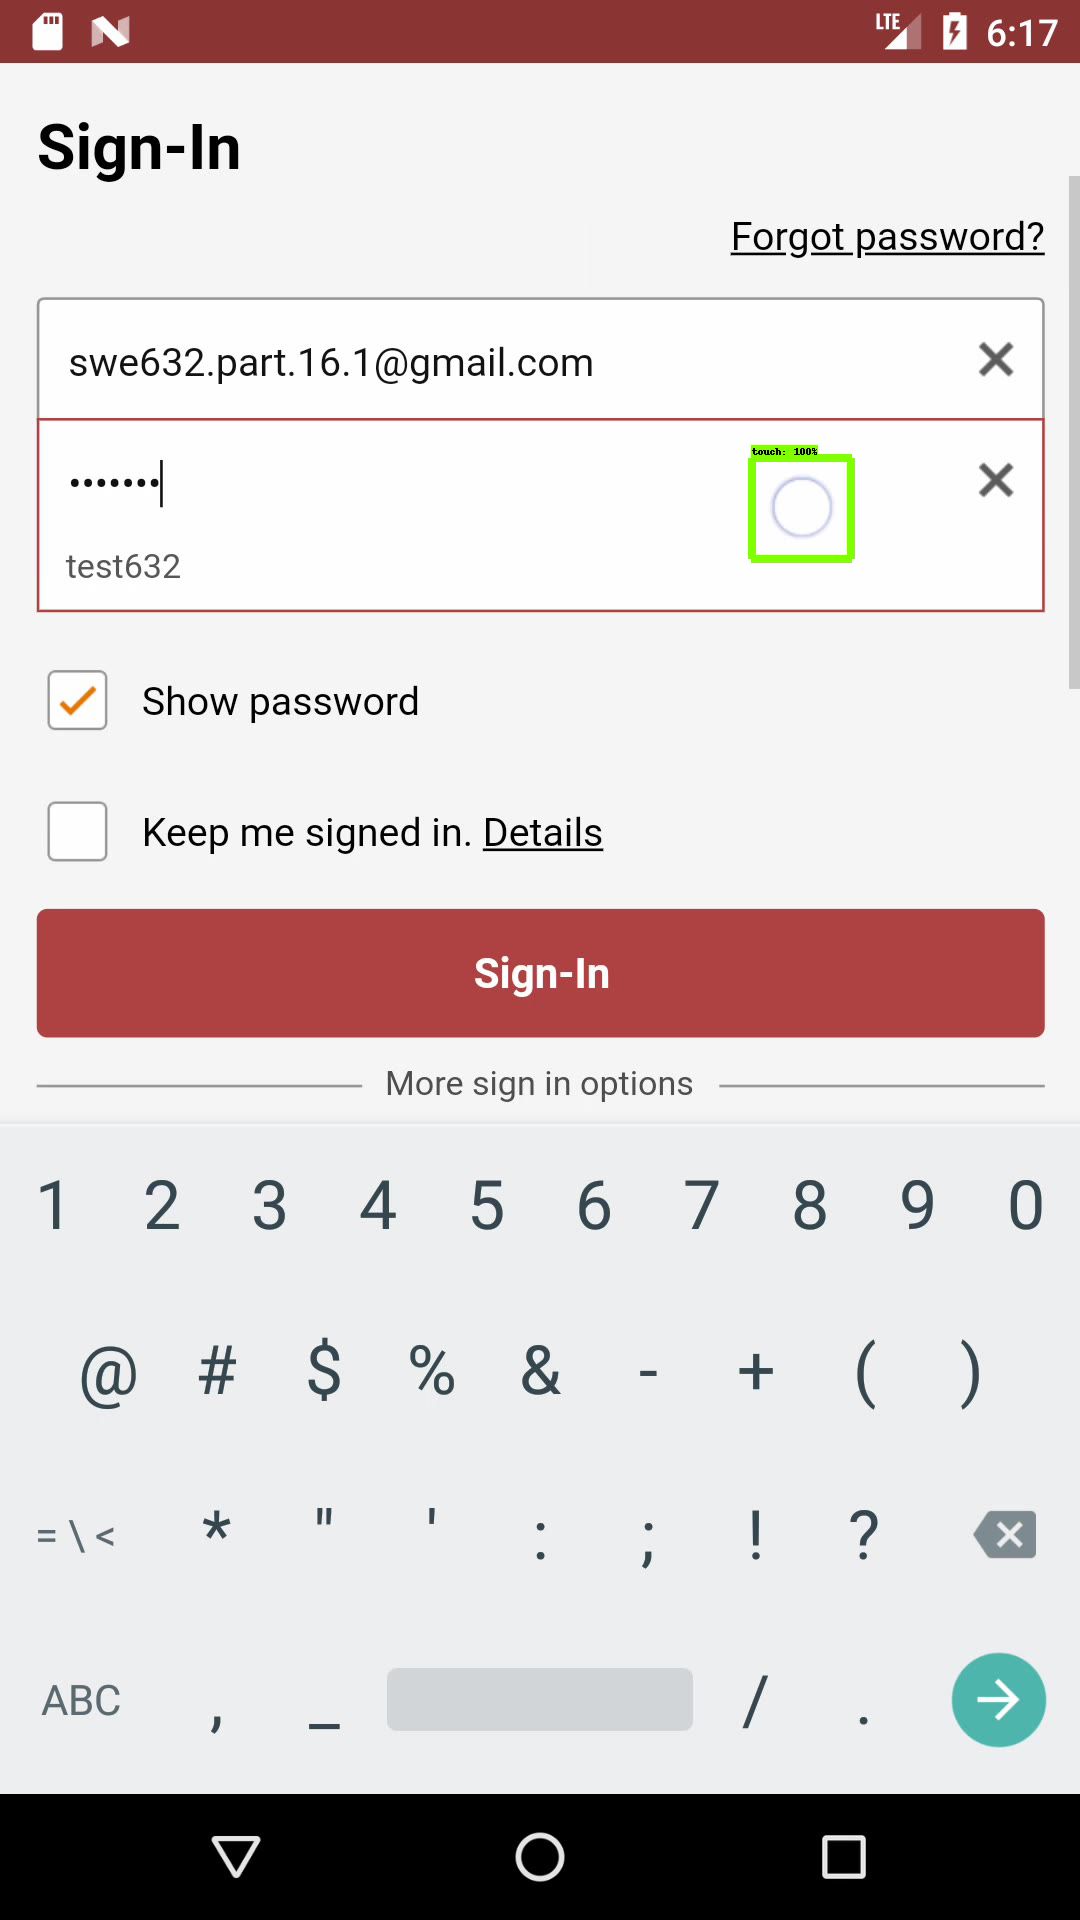 LTE 6:17
Sign-In
Forgot password?
swe632.part.16.1@gmail.com
touch: 100%
•••••••
test632
Show password
Keep me signed in. Details
Sign-In
More sign in options
1 2 3 4 5 6 7 8 9 0
@ # $ % & - + ( )
= \ < * " ' : ; ! ?
ABC , _ / .